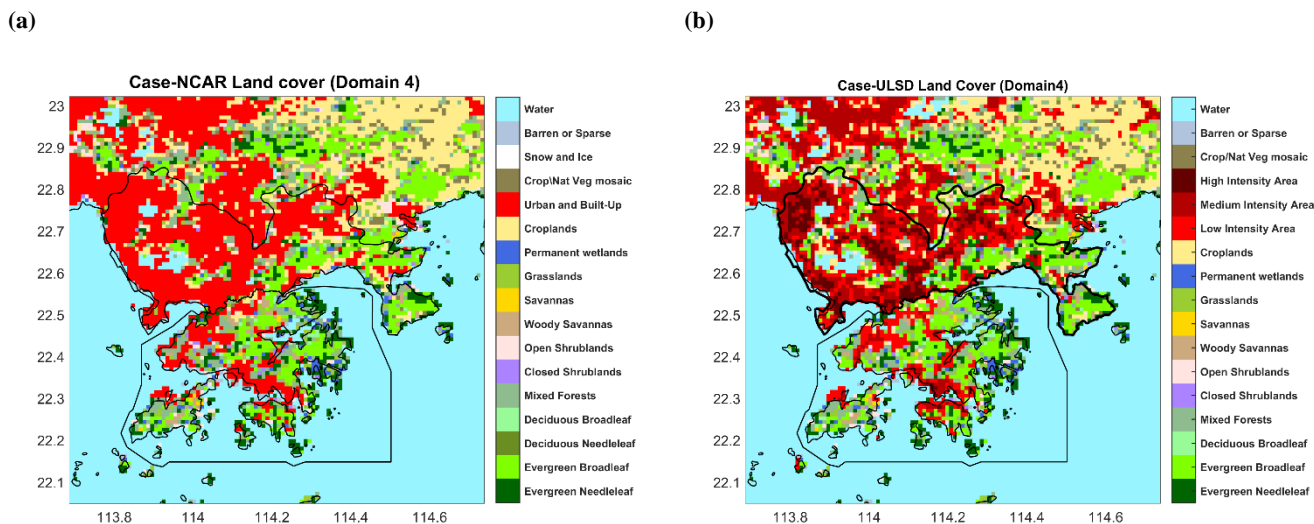 (a)
(b)
Case-NCAR Land cover (Domain 4)
23
22.9
22.8
22.7
22.6
22.5
22.4
22.3
22.2
22.1
113.8
114
114.2
114.4
114.6
Water
Barren or Sparse
Snow and Ice
Crop\Nat Veg mosaic
Urban and Built-Up
Croplands
Permanent wetlands
Grasslands
Savannas
Woody Savannas
Open Shrublands
Closed Shrublands
Mixed Forests
Deciduous Broadleaf
Deciduous Needleleaf
Evergreen Broadleaf
Evergreen Needleleaf
Case-ULSD Land Cover (Domain4)
23
22.9
22.8
22.7
22.6
22.5
22.4
22.3
22.2
22.1
113.8
114
114.2
114.4
114.6
Water
Barren or Sparse
Crop/Nat Veg mosaic
High Intensity Area
Medium Intensity Area
Low Intensity Area
Croplands
Permanent wetlands
Grasslands
Savannas
Woody Savannas
Open Shrublands
Closed Shrublands
Mixed Forests
Deciduous Broadleaf
Evergreen Broadleaf
Evergreen Needleleaf